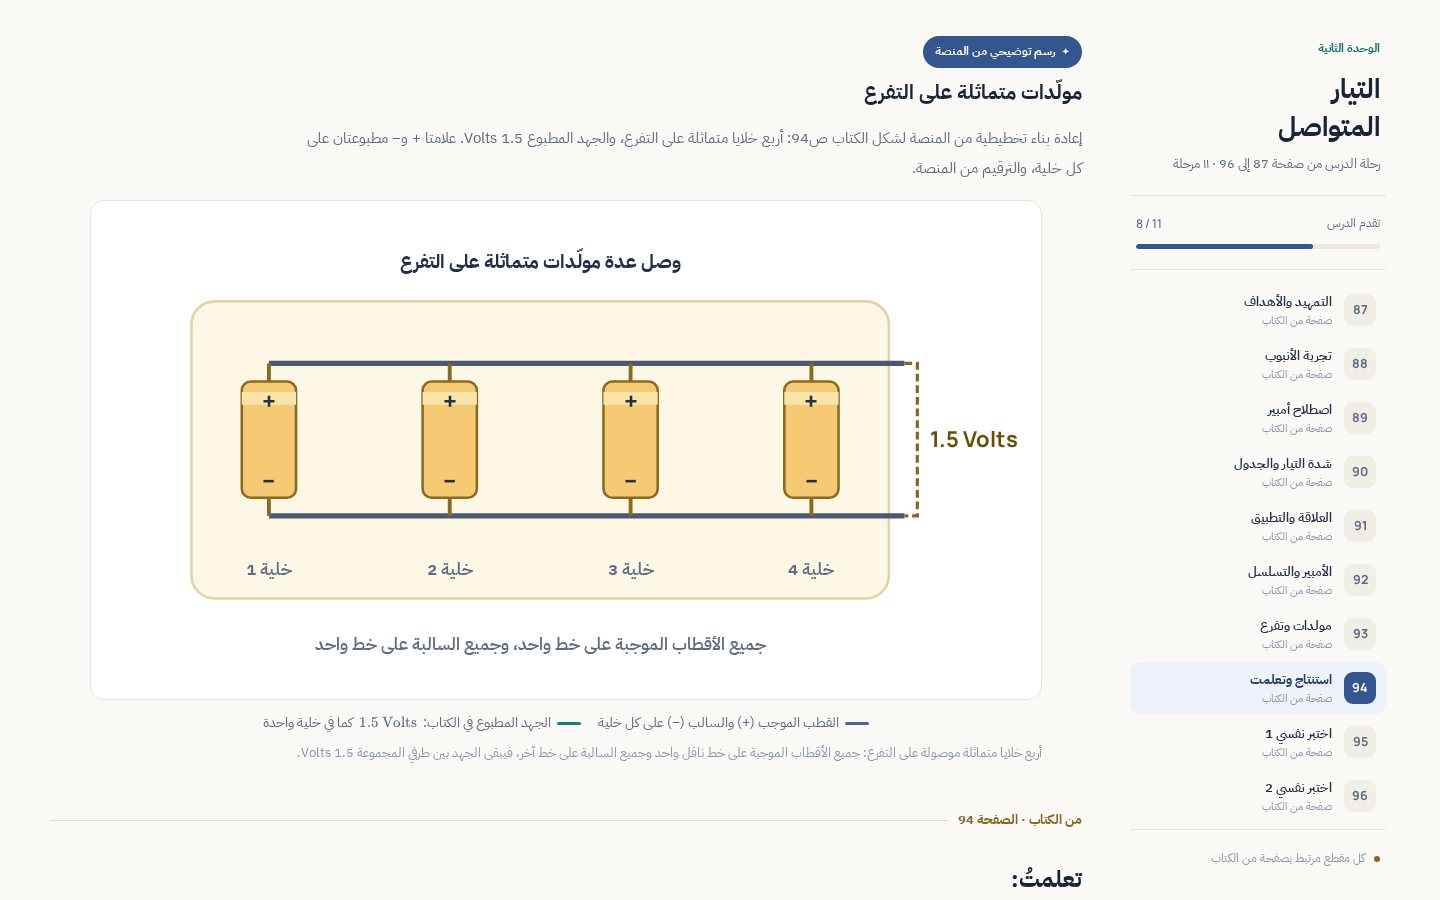 الوحدة الثانية
التيار
المتواصل
رحلة الدرس من صفحة 87 إلى 96 · ١١ مرحلة
تقدم الدرس
8 / 11
87
التمهيد والأهداف
صفحة من الكتاب
88
تجربة الأنبوب
صفحة من الكتاب
89
اصطلاح أمبير
صفحة من الكتاب
90
شدة التيار والجدول
صفحة من الكتاب
91
العلاقة والتطبيق
صفحة من الكتاب
92
الأمبير والتسلسل
صفحة من الكتاب
93
مولدات وتفرع
صفحة من الكتاب
94
استنتاج وتعلمت
صفحة من الكتاب
95
اختبر نفسي 1
صفحة من الكتاب
96
اختبر نفسي 2
صفحة من الكتاب
كل مقطع مرتبط بصفحة من الكتاب
✦ رسم توضيحي من المنصة
مولّدات متماثلة على التفرع
إعادة بناء تخطيطية من المنصة لشكل الكتاب ص94: أربع خلايا متماثلة على التفرع، والجهد المطبوع 1.5 Volts. علامتا + و− مطبوعتان على
كل خلية، والترقيم من المنصة.
وصل عدة مولّدات متماثلة على التفرع
+ + + +
1.5 Volts
− − − −
خلية 1
خلية 2
خلية 3
خلية 4
جميع الأقطاب الموجبة على خط واحد، وجميع السالبة على خط واحد
القطب الموجب (+) والسالب (−) على كل خلية
الجهد المطبوع في الكتاب: 1.5 Volts كما في خلية واحدة
أربع خلايا متماثلة موصولة على التفرع: جميع الأقطاب الموجبة على خط ناقل واحد وجميع السالبة على خط آخر، فيبقى الجهد بين طرفي المجموعة 1.5 Volts.
من الكتاب · الصفحة 94
تعلمتُ: